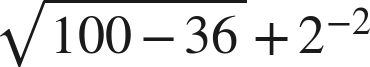 √(100 − 36) + 2⁻²